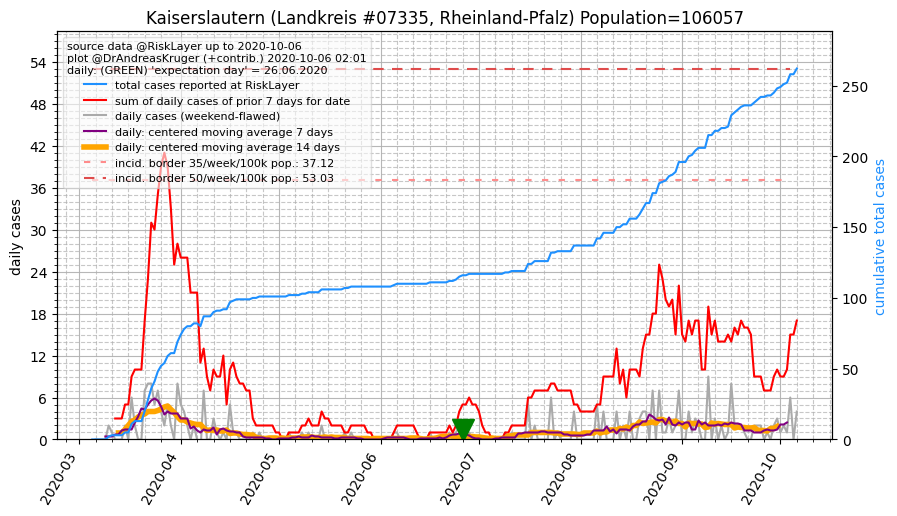 Kaiserslautern (Landkreis #07335, Rheinland-Pfalz) Population=106057
source data @RiskLayer up to 2020-10-06
plot @DrAndreasKruger (+contrib.) 2020-10-06 02:01
daily: (GREEN) 'expectation day' = 26.06.2020
total cases reported at RiskLayer
sum of daily cases of prior 7 days for date
daily cases (weekend-flawed)
daily: centered moving average 7 days
daily: centered moving average 14 days
incid. border 35/week/100k pop.: 37.12
incid. border 50/week/100k pop.: 53.03
daily cases
54
48
42
36
30
24
18
12
6
0
250
200
150
100
50
0
cumulative total cases
2020-03
2020-04
2020-05
2020-06
2020-07
2020-08
2020-09
2020-10